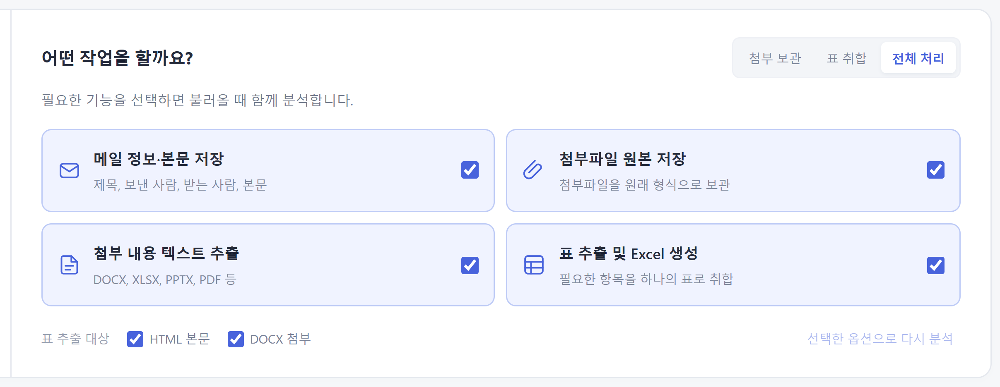 어떤 작업을 할까요?
첨부 보관 표 취합 전체 처리
필요한 기능을 선택하면 불러올 때 함께 분석합니다.
메일 정보·본문 저장
제목, 보낸 사람, 받는 사람, 본문
첨부파일 원본 저장
첨부파일을 원래 형식으로 보관
첨부 내용 텍스트 추출
DOCX, XLSX, PPTX, PDF 등
표 추출 및 Excel 생성
필요한 항목을 하나의 표로 취합
표 추출 대상 HTML 본문 DOCX 첨부
선택한 옵션으로 다시 분석